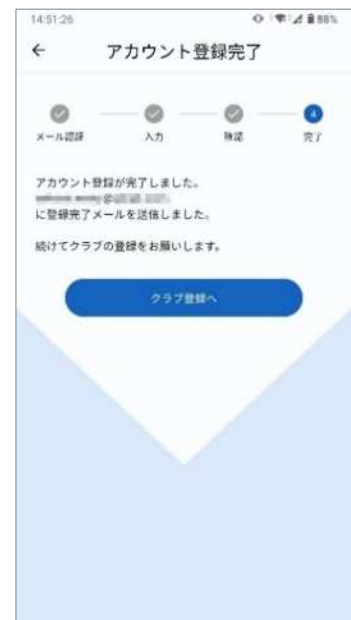 14:51:26
88%
← アカウント登録完了
メール認証 入力 確認 4 完了
アカウント登録が完了しました。
に登録完了メールを送信しました。
続けてクラブの登録をお願いします。
クラブ登録へ